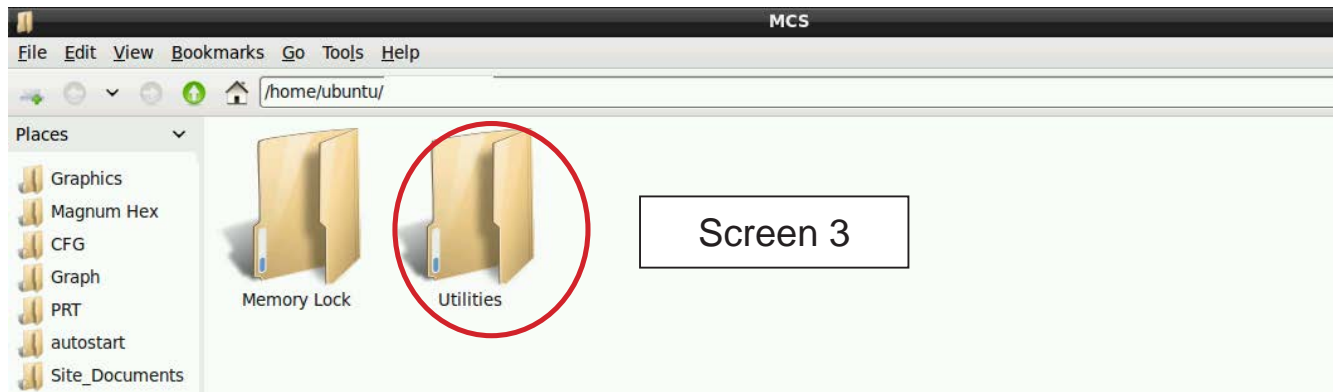 MCS
File Edit View Bookmarks Go Tools Help
/home/ubuntu/
Places
Graphics
Magnum Hex
CFG
Graph
PRT
autostart
Site_Documents
Memory Lock
Utilities
Screen 3